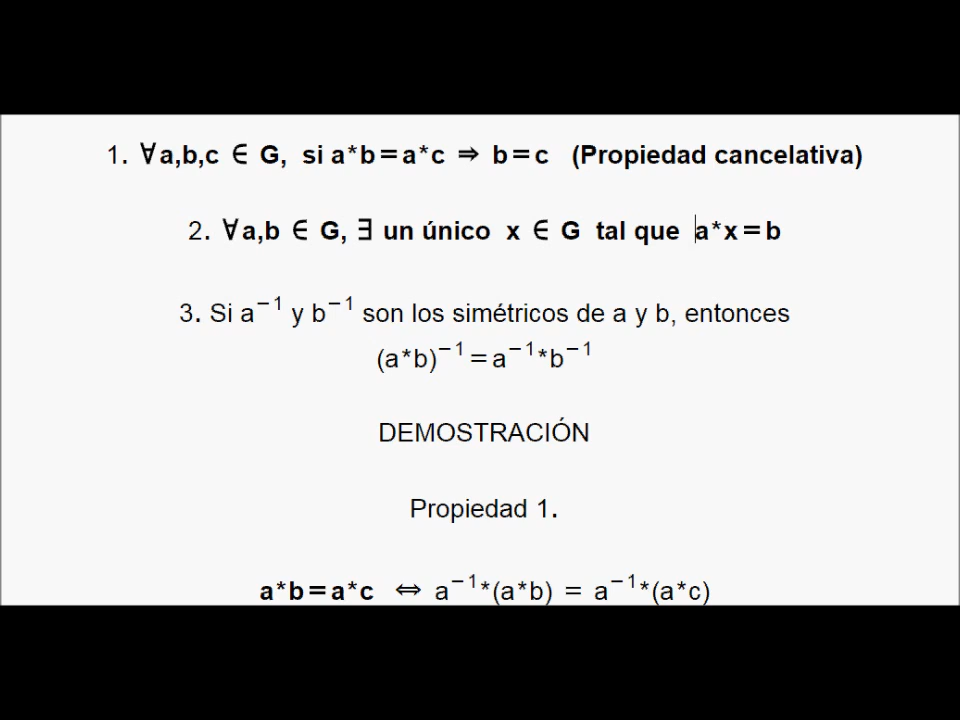 1. ∀a,b,c ∈ G, si a*b=a*c ⇒ b=c (Propiedad cancelativa)
2. ∀a,b ∈ G, ∃ un único x ∈ G tal que a*x=b
3. Si a⁻¹ y b⁻¹ son los simétricos de a y b, entonces
(a*b)⁻¹=a⁻¹*b⁻¹
DEMOSTRACIÓN
Propiedad 1.
a*b=a*c ⇔ a⁻¹*(a*b) = a⁻¹*(a*c)